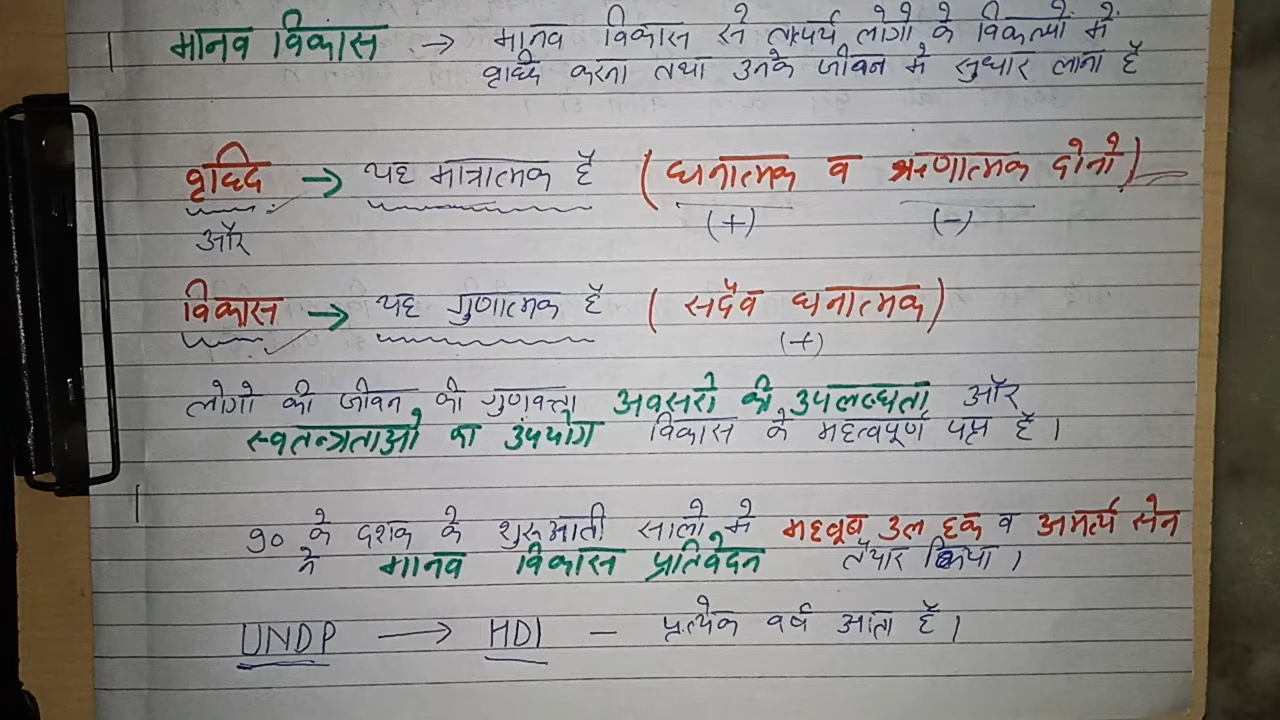 मानव विकास → मानव विकास से तात्पर्य लोगो के विकल्पो में
वृद्धि करना तथा उनके जीवन मे सुधार लाना है
वृद्धि → यह मात्रात्मक है (धनात्मक व ऋणात्मक दोनो)
(+) (-)
और
विकास → यह गुणात्मक है (सदैव धनात्मक)
(+)
लोगो की जीवन की गुणवत्ता अवसरो की उपलब्धता और
स्वतन्त्रताओ का उपयोग विकास के महत्वपूर्ण पक्ष है।
90 के दशक के शुरुआती सालो मे महबूब उल हक व अमर्त्य सेन
ने मानव विकास प्रतिवेदन तैयार किया।
UNDP → HDI – प्रत्येक वर्ष आता है।